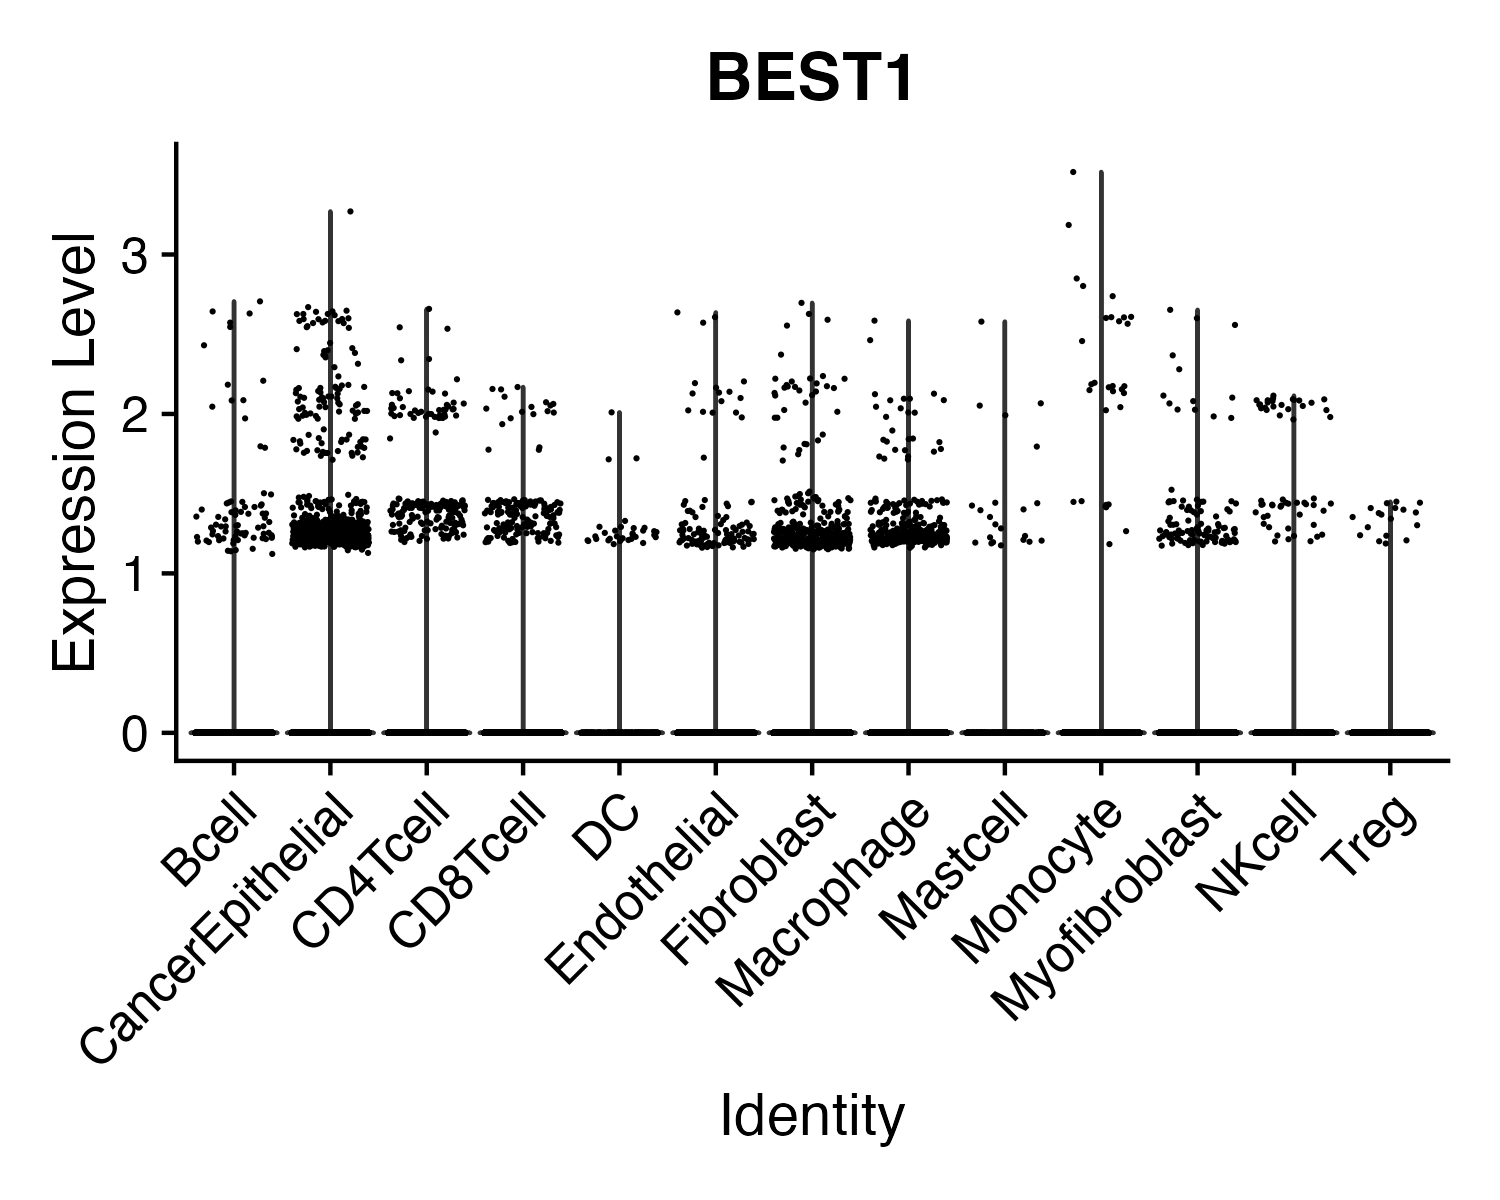 BEST1
Expression Level
3
2
1
0
Bcell
CancerEpithelial
CD4Tcell
CD8Tcell
DC
Endothelial
Fibroblast
Macrophage
Mastcell
Monocyte
Myofibroblast
NKcell
Treg
Identity